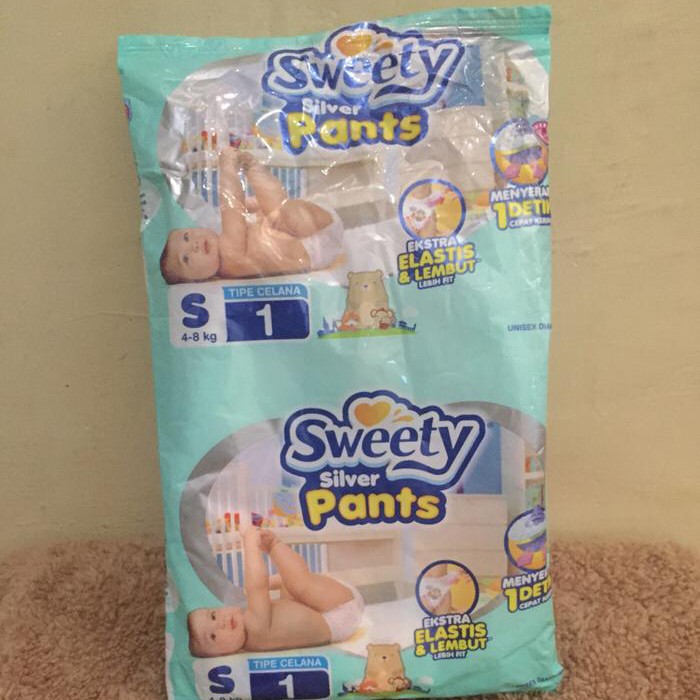 Sweety
Silver
Pants
MENYERAP
1 DETIK
EKSTRA
ELASTIS
& LEMBUT
LEBIH FIT
S
4-8 kg
TIPE CELANA
1
UNISEX
Sweety
Silver
Pants
1
EKSTRA
ELASTIS
& LEMBUT
LEBIH FIT
S
TIPE CELANA
1